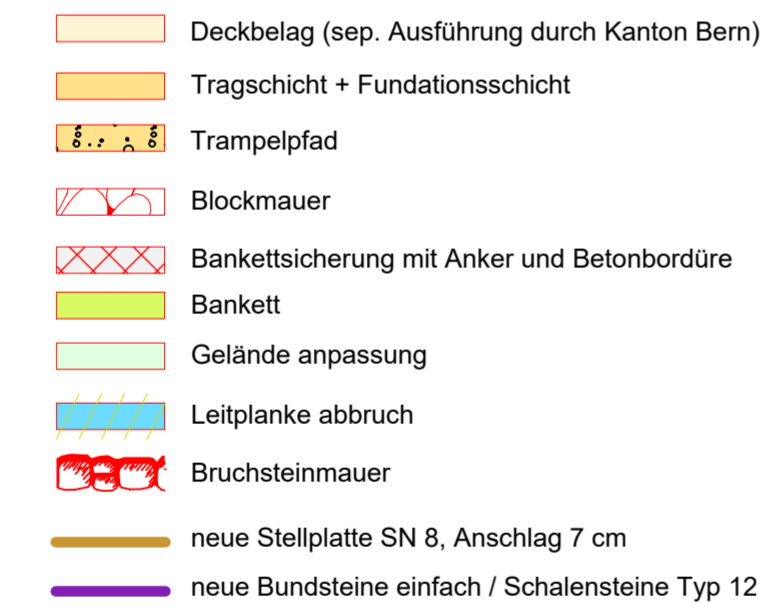 Deckbelag (sep. Ausführung durch Kanton Bern)
Tragschicht + Fundationsschicht
Trampelpfad
Blockmauer
Bankettsicherung mit Anker und Betonbordüre
Bankett
Gelände anpassung
Leitplanke abbruch
Bruchsteinmauer
neue Stellplatte SN 8, Anschlag 7 cm
neue Bundsteine einfach / Schalensteine Typ 12